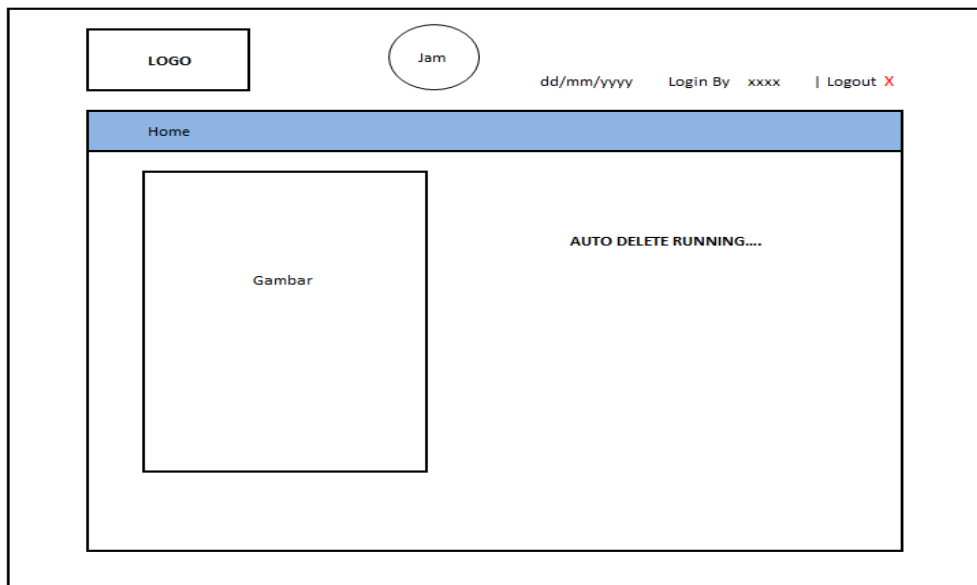 LOGO
Jam
dd/mm/yyyy Login By xxxx | Logout X
Home
AUTO DELETE RUNNING....
Gambar